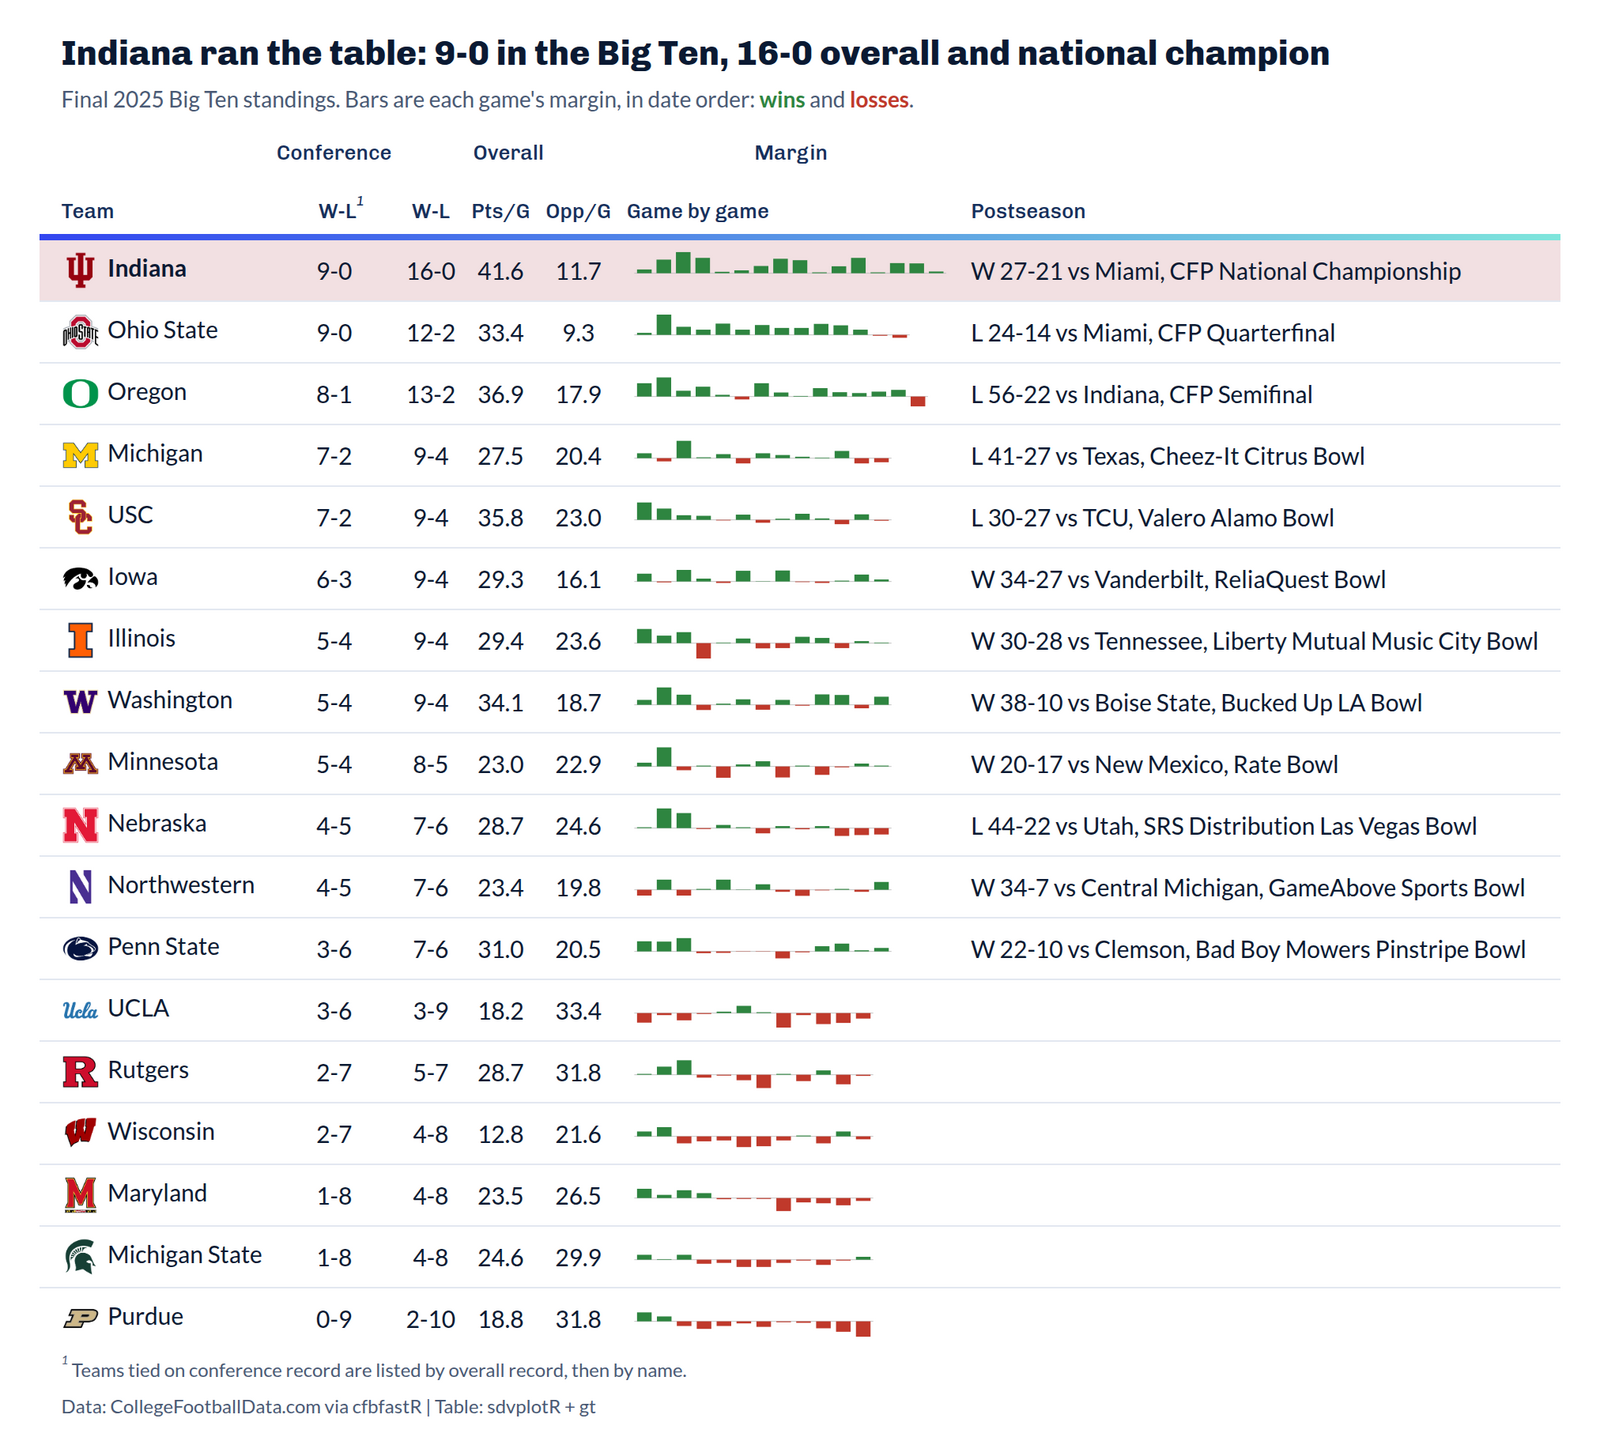 Indiana ran the table: 9-0 in the Big Ten, 16-0 overall and national champion
Final 2025 Big Ten standings. Bars are each game's margin, in date order: wins and losses.
Conference Overall Margin
Team W-L1 W-L Pts/G Opp/G Game by game Postseason
Indiana 9-0 16-0 41.6 11.7 W 27-21 vs Miami, CFP National Championship
OHIO STATE Ohio State 9-0 12-2 33.4 9.3 L 24-14 vs Miami, CFP Quarterfinal
Oregon 8-1 13-2 36.9 17.9 L 56-22 vs Indiana, CFP Semifinal
Michigan 7-2 9-4 27.5 20.4 L 41-27 vs Texas, Cheez-It Citrus Bowl
USC 7-2 9-4 35.8 23.0 L 30-27 vs TCU, Valero Alamo Bowl
Iowa 6-3 9-4 29.3 16.1 W 34-27 vs Vanderbilt, ReliaQuest Bowl
Illinois 5-4 9-4 29.4 23.6 W 30-28 vs Tennessee, Liberty Mutual Music City Bowl
Washington 5-4 9-4 34.1 18.7 W 38-10 vs Boise State, Bucked Up LA Bowl
Minnesota 5-4 8-5 23.0 22.9 W 20-17 vs New Mexico, Rate Bowl
Nebraska 4-5 7-6 28.7 24.6 L 44-22 vs Utah, SRS Distribution Las Vegas Bowl
Northwestern 4-5 7-6 23.4 19.8 W 34-7 vs Central Michigan, GameAbove Sports Bowl
Penn State 3-6 7-6 31.0 20.5 W 22-10 vs Clemson, Bad Boy Mowers Pinstripe Bowl
Ucla UCLA 3-6 3-9 18.2 33.4
Rutgers 2-7 5-7 28.7 31.8
Wisconsin 2-7 4-8 12.8 21.6
Maryland 1-8 4-8 23.5 26.5
Michigan State 1-8 4-8 24.6 29.9
Purdue 0-9 2-10 18.8 31.8
1 Teams tied on conference record are listed by overall record, then by name.
Data: CollegeFootballData.com via cfbfastR | Table: sdvplotR + gt